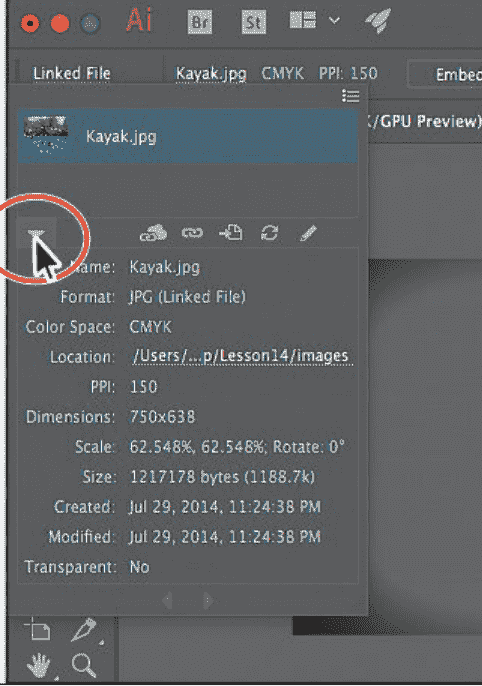 Ai Br St
Linked File Kayak.jpg CMYK PPI: 150 Embed
/GPU Preview)
Kayak.jpg
Name: Kayak.jpg
Format: JPG (Linked File)
Color Space: CMYK
Location: /Users/...p/Lesson14/images
PPI: 150
Dimensions: 750x638
Scale: 62.548%, 62.548%; Rotate: 0°
Size: 1217178 bytes (1188.7k)
Created: Jul 29, 2014, 11:24:38 PM
Modified: Jul 29, 2014, 11:24:38 PM
Transparent: No